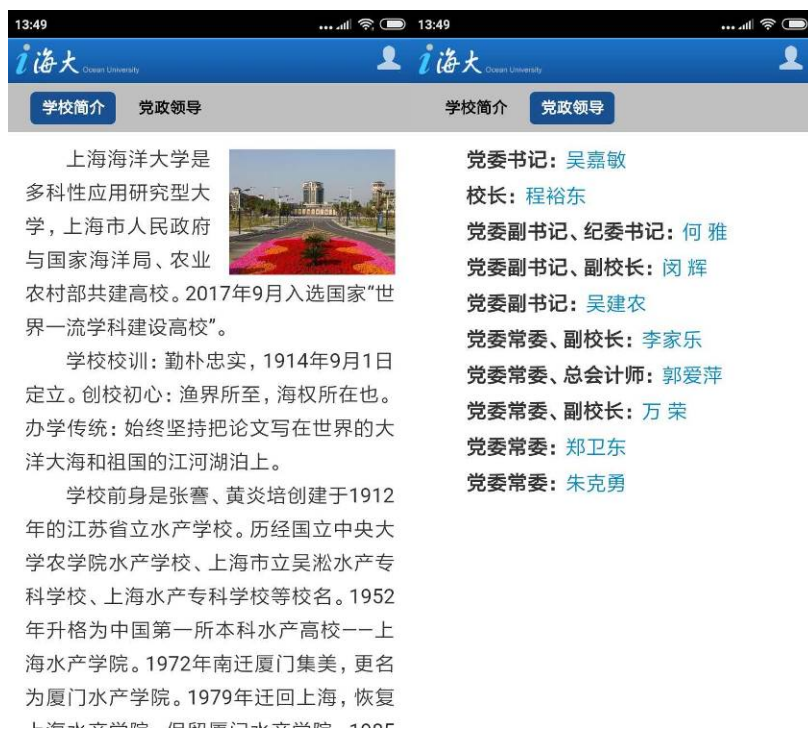 13:49
i海大 Ocean University
学校简介 党政领导
上海海洋大学是
多科性应用研究型大
学，上海市人民政府
与国家海洋局、农业
农村部共建高校。2017年9月入选国家“世
界一流学科建设高校”。
学校校训：勤朴忠实，1914年9月1日
定立。创校初心：渔界所至，海权所在也。
办学传统：始终坚持把论文写在世界的大
洋大海和祖国的江河湖泊上。
学校前身是张謇、黄炎培创建于1912
年的江苏省立水产学校。历经国立中央大
学农学院水产学校、上海市立吴淞水产专
科学校、上海水产专科学校等校名。1952
年升格为中国第一所本科水产高校——上
海水产学院。1972年南迁厦门集美，更名
为厦门水产学院。1979年迁回上海，恢复
上海水产学院，保留厦门水产学院。1985
13:49
i海大 Ocean University
学校简介 党政领导
党委书记：吴嘉敏
校长：程裕东
党委副书记、纪委书记：何 雅
党委副书记、副校长：闵 辉
党委副书记：吴建农
党委常委、副校长：李家乐
党委常委、总会计师：郭爱萍
党委常委、副校长：万 荣
党委常委：郑卫东
党委常委：朱克勇